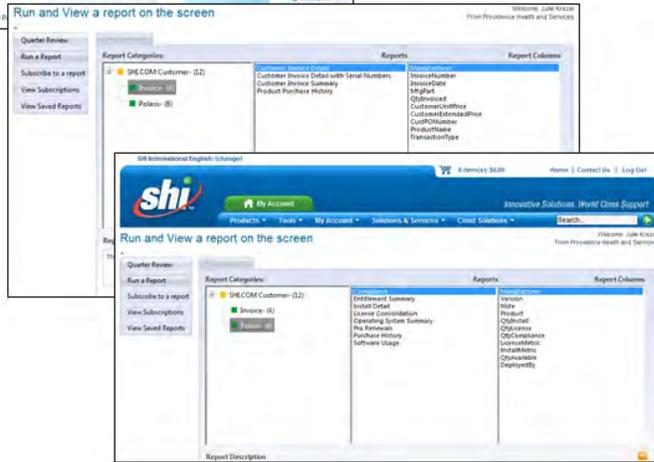 Run and View a report on the screen
Welcome, Julie Krezel
From Providence Health and Services
Quarter Review
Run a Report
Subscribe to a report
View Subscriptions
View Saved Reports
Report Categories:
Reports
Report Columns
SHI.COM Customer- (12)
Invoice- (4)
Polaris- (8)
Customer Invoice Detail
Customer Invoice Detail with Serial Numbers
Customer Invoice Summary
Product Purchase History
Manufacturer
InvoiceNumber
InvoiceDate
MfgPart
QtyInvoiced
CustomerUnitPrice
CustomerExtendedPrice
CustPONumber
ProductName
TransactionType
SHI International English: (change)
0 item(s): $0.00
Home | Contact Us | Log Out
shi
My Account
Innovative Solutions. World Class Support
Products
Tools
My Account
Solutions & Services
Cloud Solutions
Search...
Run and View a report on the screen
Welcome, Julie Krezel
From Providence Health and Services
Quarter Review
Run a Report
Subscribe to a report
View Subscriptions
View Saved Reports
Report Categories:
Reports
Report Columns
SHI.COM Customer- (12)
Invoice- (4)
Polaris- (8)
Compliance
Entitlement Summary
Install Detail
License Consolidation
Operating System Summary
Pro Renewals
Purchase History
Software Usage
Manufacturer
Version
Note
Product
QtyInstall
QtyLicense
QtyCompliance
LicenseMetric
InstallMetric
QtyAvailable
DeployedBy
Report Description